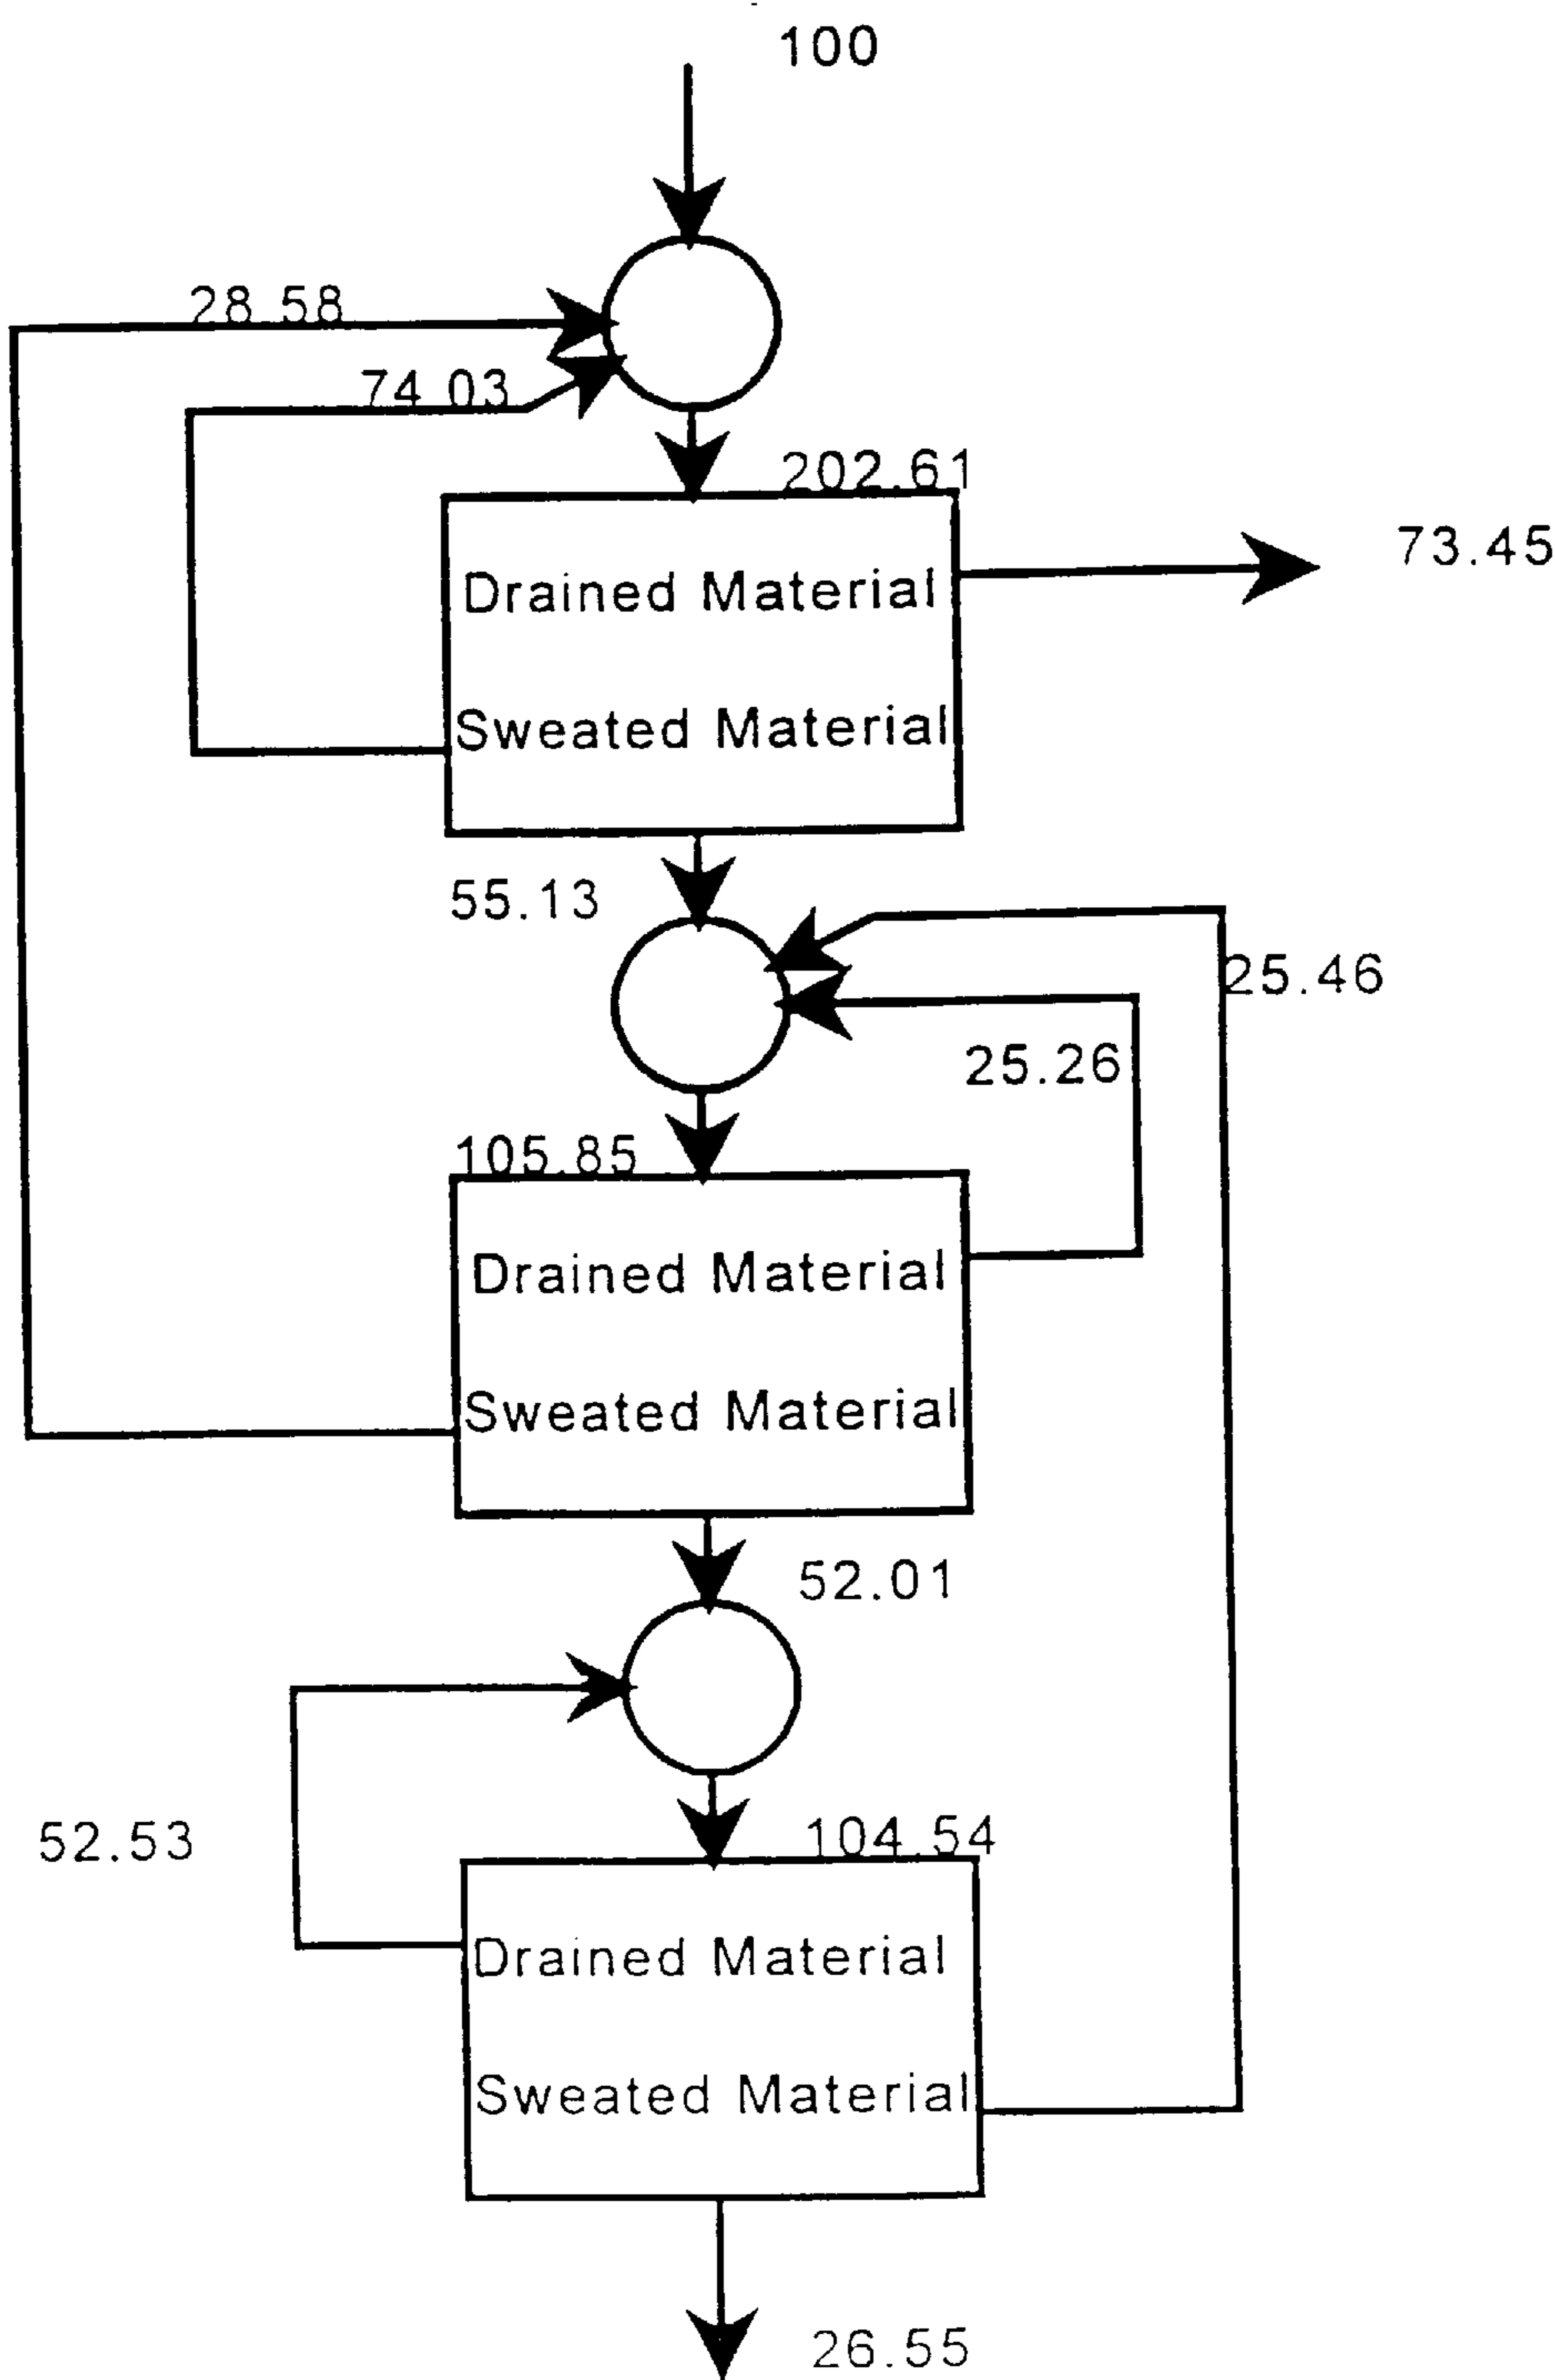 100
28.58
74.03
202.61
73.45
Drained Material
Sweated Material
55.13
25.46
25.26
105.85
Drained Material
Sweated Material
52.01
52.53
104.54
Drained Material
Sweated Material
26.55